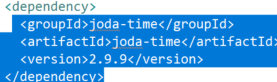 <dependency>
<groupId>joda-time</groupId>
<artifactId>joda-time</artifactId>
<version>2.9.9</version>
</dependency>